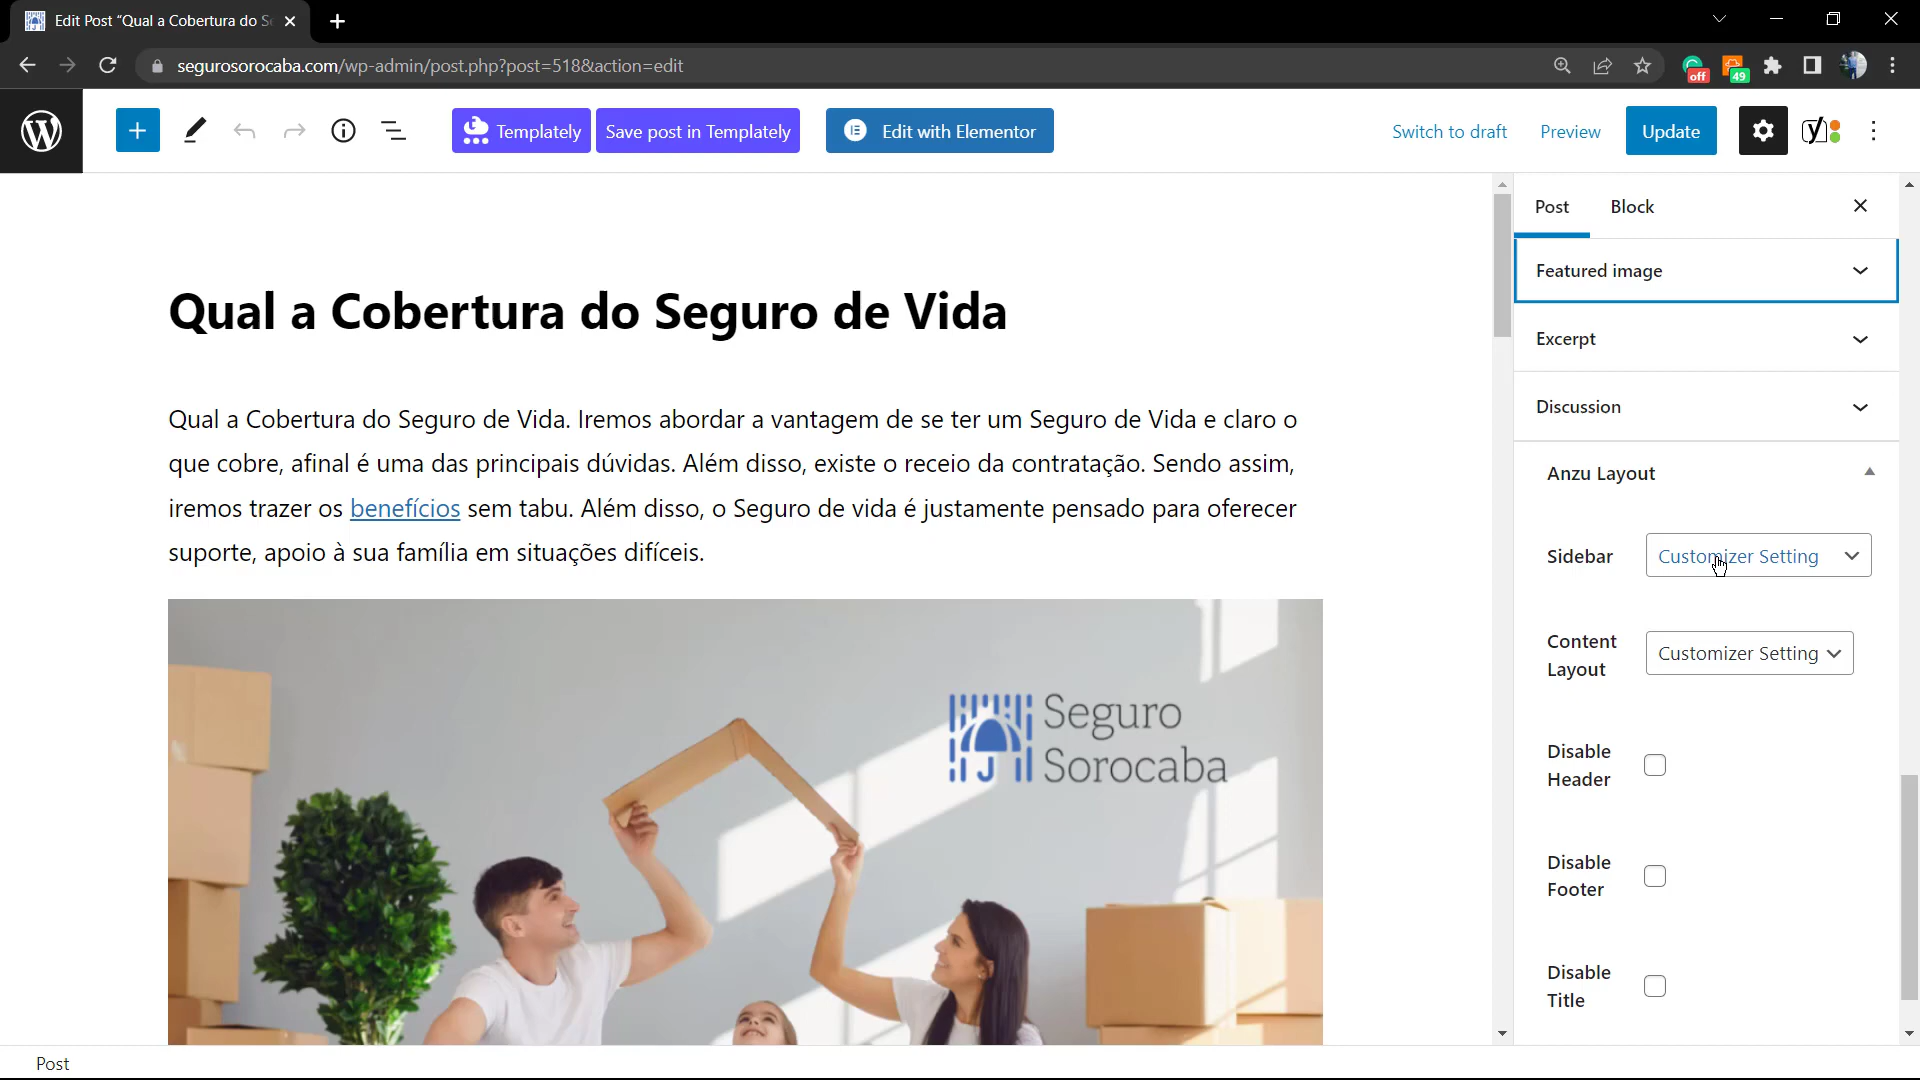 Edit Post “Qual a Cobertura do S
segurosorocaba.com/wp-admin/post.php?post=518&action=edit
off
49
Templately
Save post in Templately
Edit with Elementor
Switch to draft
Preview
Update
Post
Block
Featured image
Excerpt
Discussion
Anzu Layout
Sidebar
Customizer Setting
Content
Layout
Customizer Setting
Disable
Header
Disable
Footer
Disable
Title
Qual a Cobertura do Seguro de Vida
Qual a Cobertura do Seguro de Vida. Iremos abordar a vantagem de se ter um Seguro de Vida e claro o
que cobre, afinal é uma das principais dúvidas. Além disso, existe o receio da contratação. Sendo assim,
iremos trazer os benefícios sem tabu. Além disso, o Seguro de vida é justamente pensado para oferecer
suporte, apoio à sua família em situações difíceis.
Seguro
Sorocaba
Post